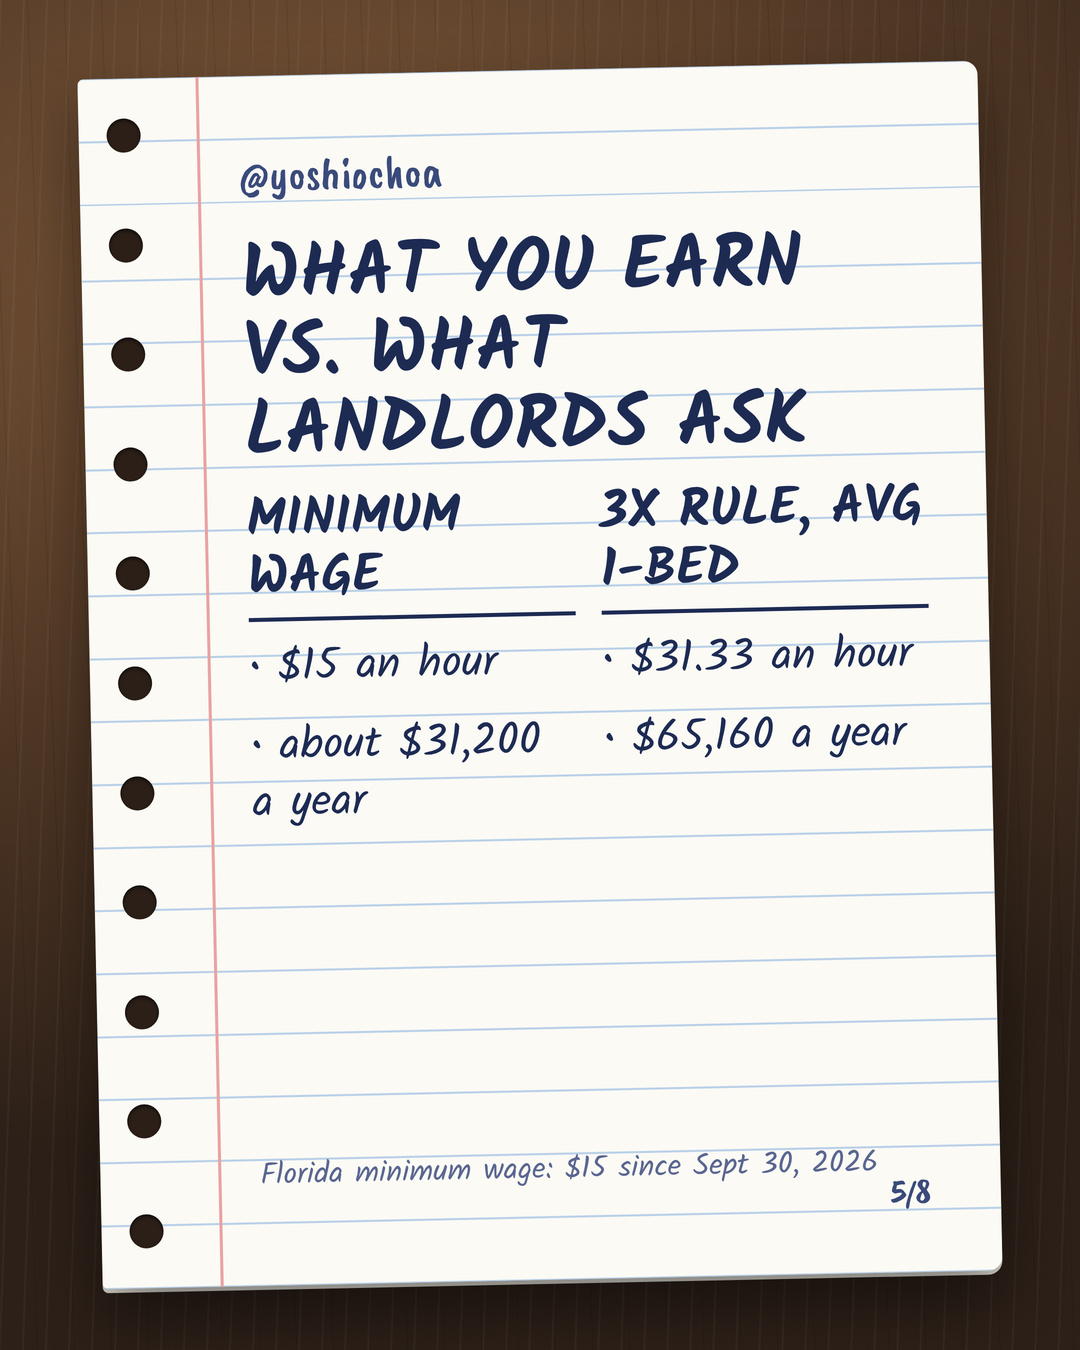 @yoshiochoa
WHAT YOU EARN
VS. WHAT
LANDLORDS ASK
MINIMUM
WAGE
· $15 an hour
· about $31,200
a year
3X RULE, AVG
1-BED
· $31.33 an hour
· $65,160 a year
Florida minimum wage: $15 since Sept 30, 2026
5/8